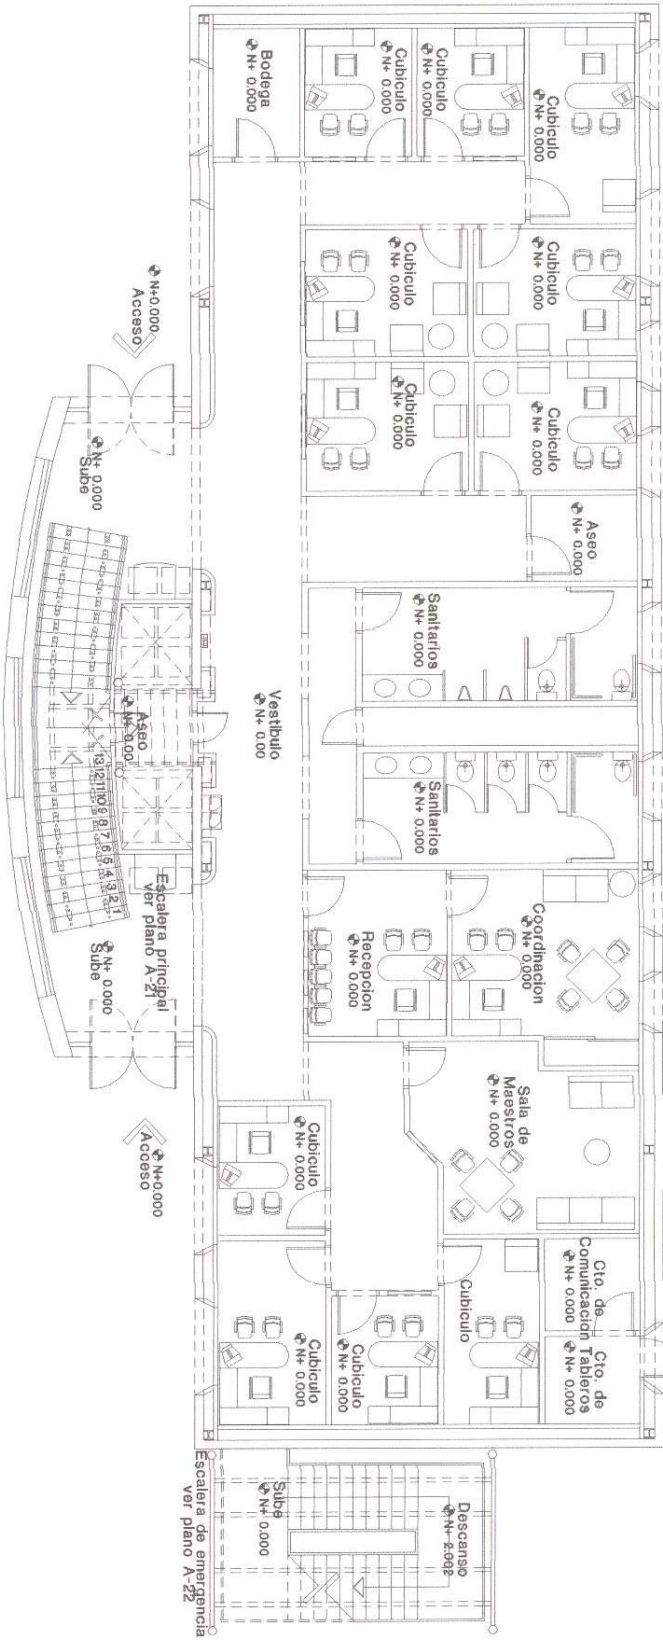 Bodega
N+ 0.000
Cubiculo
N+ 0.000
Cubiculo
N+ 0.000
Cubiculo
N+ 0.000
Cubiculo
N+ 0.000
Cubiculo
N+ 0.000
Cubiculo
N+ 0.000
Cubiculo
N+ 0.000
N+0.000
Acceso
N+ 0.000
Sube
Aseo
N+ 0.000
Sanitarios
N+ 0.000
Vestibulo
N+ 0.00
Aseo
N+ 0.000
13 12 11 10 9 8 7 6 5 4 3 2 1
Sanitarios
N+ 0.000
Escalera principal
ver plano A-21
N+ 0.000
Sube
Recepcion
N+ 0.000
Coordinacion
N+ 0.000
Sala de
Maestros
N+ 0.000
N+0.000
Acceso
Cubiculo
N+ 0.000
Cubiculo
N+ 0.000
Cubiculo
N+ 0.000
Cubiculo
Cto. de
Comunicacion
N+ 0.000
Cto. de
Tableros
N+ 0.000
Sube
N+ 0.000
Descanso
N+ 2.002
Escalera de emergencia
ver plano A-22